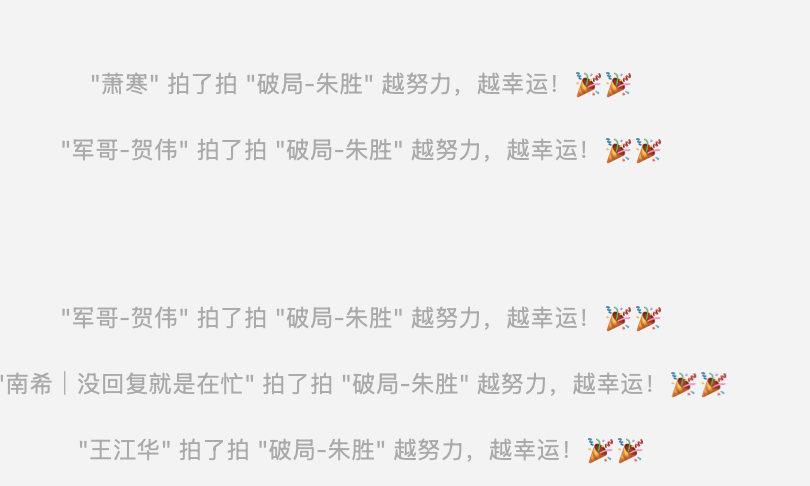 "萧寒" 拍了拍 "破局-朱胜" 越努力，越幸运！🎉🎉
"军哥-贺伟" 拍了拍 "破局-朱胜" 越努力，越幸运！🎉🎉
"军哥-贺伟" 拍了拍 "破局-朱胜" 越努力，越幸运！🎉🎉
"南希｜没回复就是在忙" 拍了拍 "破局-朱胜" 越努力，越幸运！🎉🎉
"王江华" 拍了拍 "破局-朱胜" 越努力，越幸运！🎉🎉